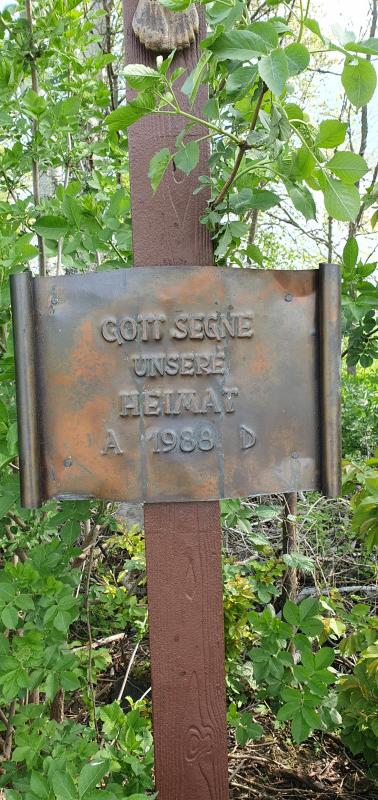 GOTT SEGNE
UNSERE
HEIMAT
A 1988 D